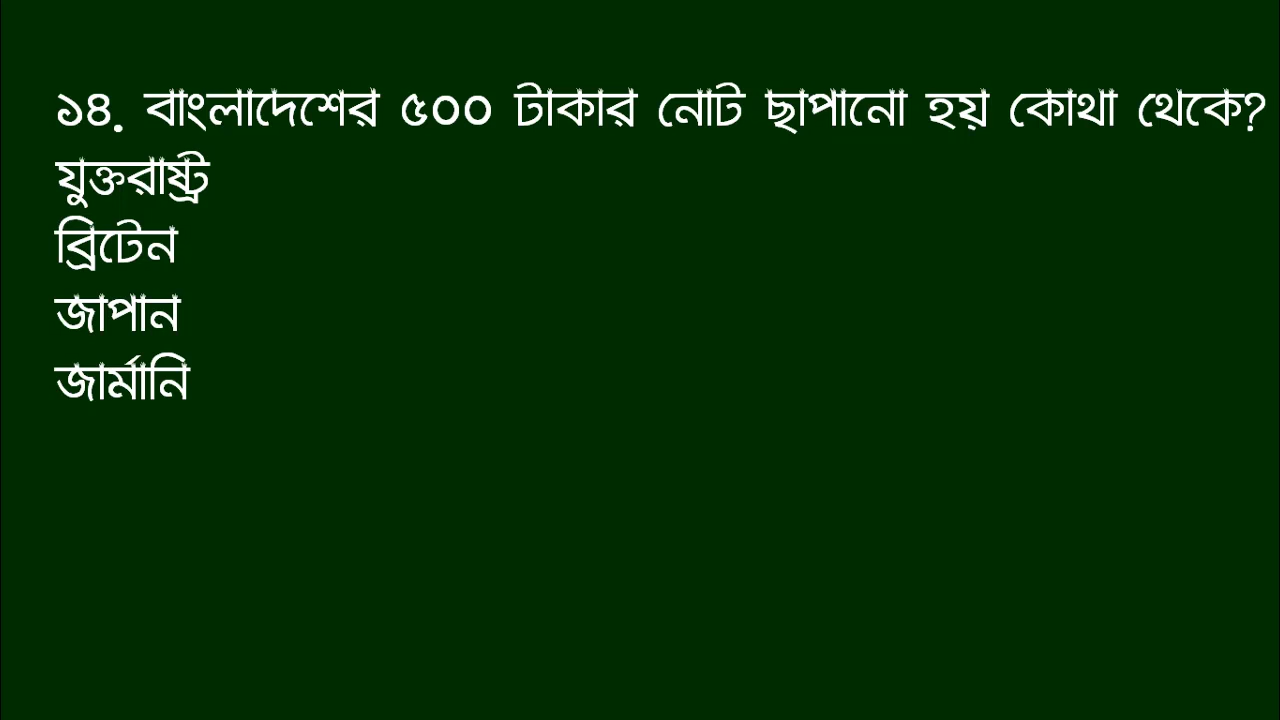 ১৪. বাংলাদেশের ৫০০ টাকার নোট ছাপানো হয় কোথা থেকে?
যুক্তরাষ্ট্র
ব্রিটেন
জাপান
জার্মানি